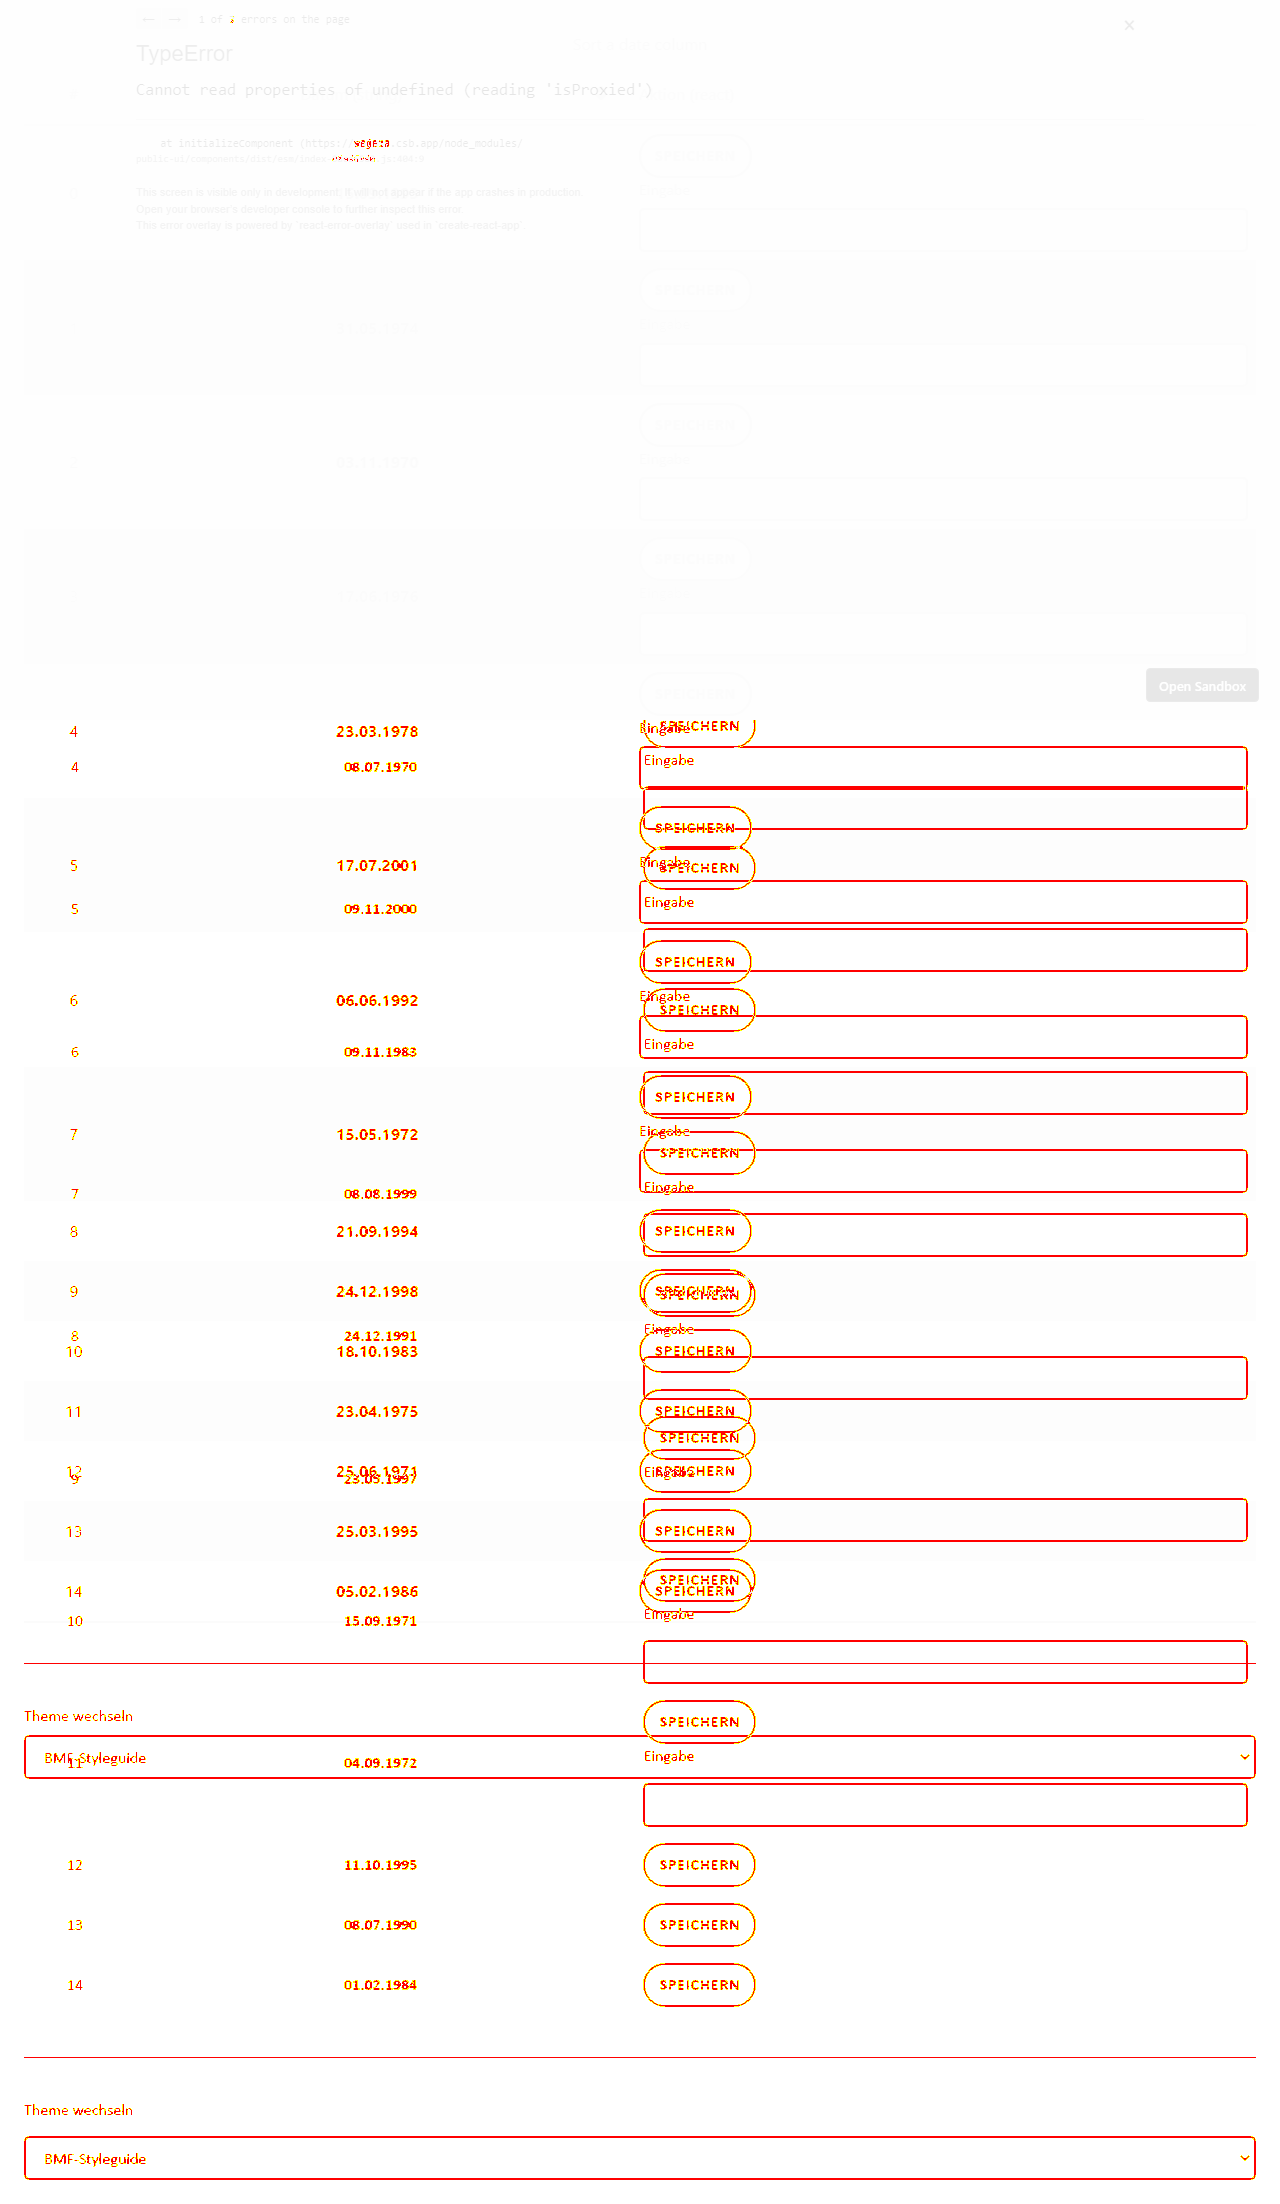 ← → 1 of errors on the page
×
TypeError
Cannot read properties of undefined (reading 'isProxied')
at initializeComponent (https:/ csb.app/node_modules/
This screen is visible only in development. It will not appear if the app crashes in production.
Open your browser's developer console to further inspect this error.
This error overlay is powered by `react-error-overlay` used in `create-react-app`.
Open Sandbox
SPEICHERN
4 23.03.1978 Eingabe
4 08.07.1970 Eingabe
SPEICHERN
5 17.07.2001 Eingabe
SPEICHERN
5 09.11.2000 Eingabe
SPEICHERN
6 06.06.1992 Eingabe
SPEICHERN
6 09.11.1983 Eingabe
SPEICHERN
7 15.05.1972 Eingabe
SPEICHERN
7 08.08.1999 Eingabe
8 21.09.1994 SPEICHERN
9 24.12.1998 SPEICHERN
SPEICHERN
8 24.12.1991 Eingabe
10 18.10.1983 SPEICHERN
11 23.04.1975 SPEICHERN
SPEICHERN
12 25.06.1971 SPEICHERN
9 23.05.1997 Eingabe
13 25.03.1995 SPEICHERN
SPEICHERN
14 05.02.1986 SPEICHERN
10 15.09.1971 Eingabe
Theme wechseln
SPEICHERN
BMF-Styleguide
11 04.09.1972 Eingabe
12 11.10.1995 SPEICHERN
13 08.07.1990 SPEICHERN
14 01.02.1984 SPEICHERN
Theme wechseln
BMF-Styleguide